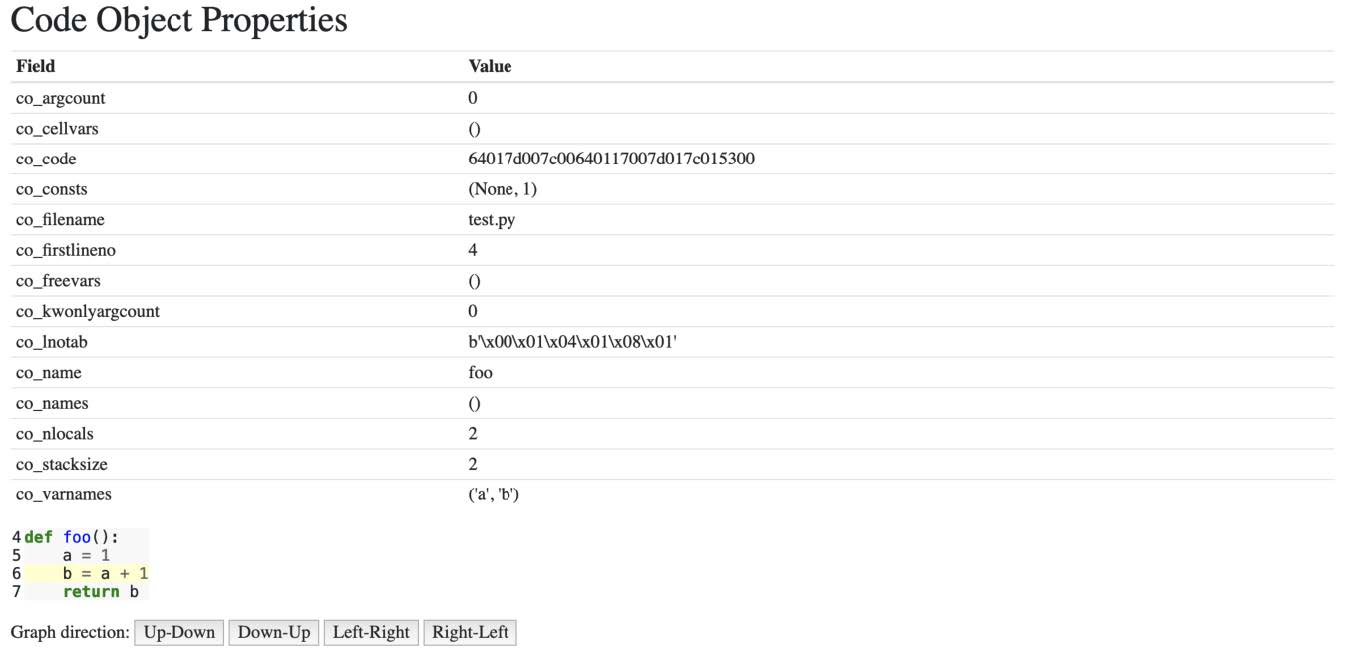 Code Object Properties
Field Value
co_argcount 0
co_cellvars ()
co_code 64017d007c00640117007d017c015300
co_consts (None, 1)
co_filename test.py
co_firstlineno 4
co_freevars ()
co_kwonlyargcount 0
co_lnotab b'\x00\x01\x04\x01\x08\x01'
co_name foo
co_names ()
co_nlocals 2
co_stacksize 2
co_varnames ('a', 'b')
4 def foo():
5     a = 1
6     b = a + 1
7     return b
Graph direction: Up-Down Down-Up Left-Right Right-Left